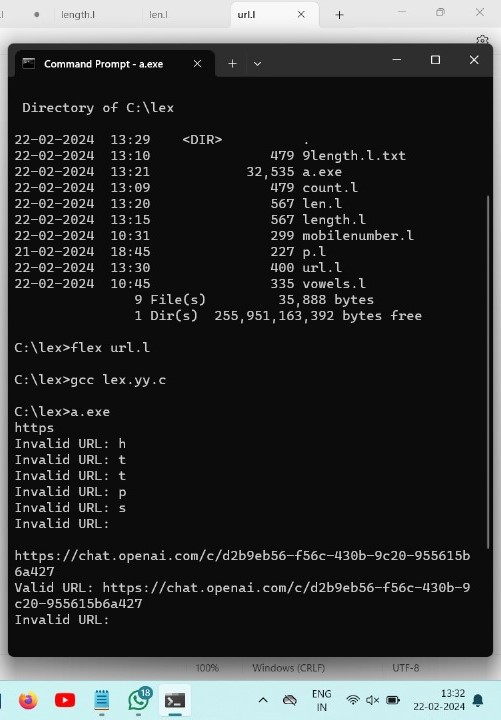 .l length.l len.l url.l
Command Prompt - a.exe
Directory of C:\lex
22-02-2024 13:29 <DIR> .
22-02-2024 13:10 479 9length.l.txt
22-02-2024 13:21 32,535 a.exe
22-02-2024 13:09 479 count.l
22-02-2024 13:20 567 len.l
22-02-2024 13:15 567 length.l
22-02-2024 10:31 299 mobilenumber.l
21-02-2024 18:45 227 p.l
22-02-2024 13:30 400 url.l
22-02-2024 10:45 335 vowels.l
9 File(s) 35,888 bytes
1 Dir(s) 255,951,163,392 bytes free
C:\lex>flex url.l
C:\lex>gcc lex.yy.c
C:\lex>a.exe
https
Invalid URL: h
Invalid URL: t
Invalid URL: t
Invalid URL: p
Invalid URL: s
Invalid URL:
https://chat.openai.com/c/d2b9eb56-f56c-430b-9c20-955615b
6a427
Valid URL: https://chat.openai.com/c/d2b9eb56-f56c-430b-9
c20-955615b6a427
Invalid URL:
100% Windows (CRLF) UTF-8
18
ENG
IN
13:32
22-02-2024